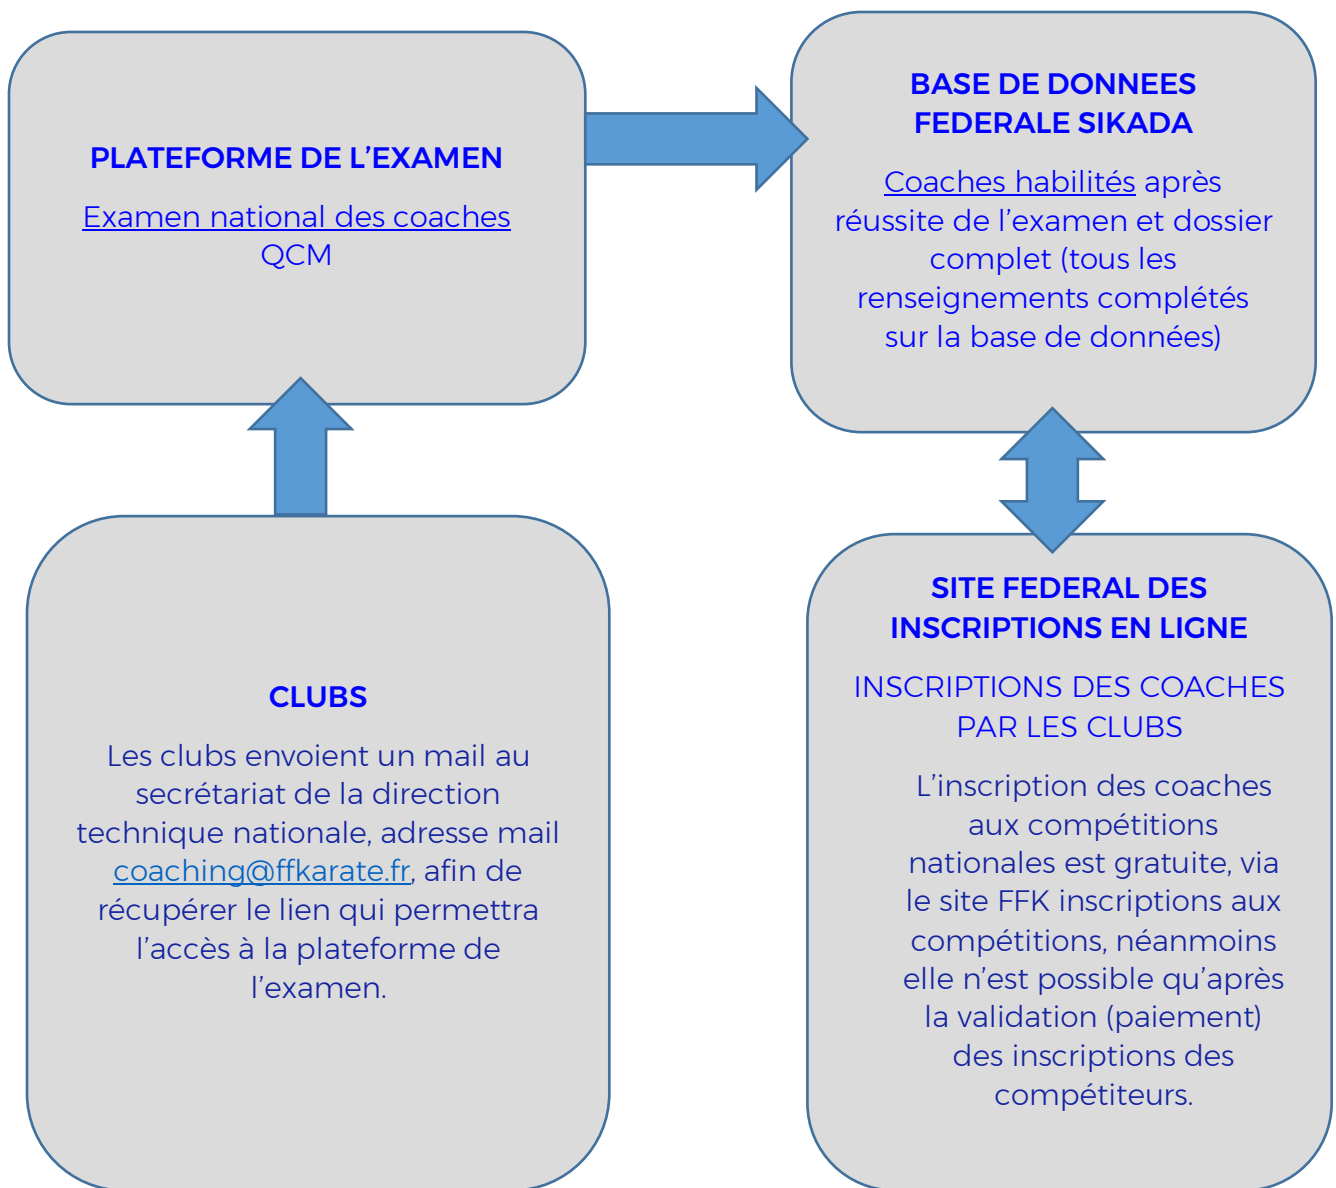 PLATEFORME DE L’EXAMEN
Examen national des coaches
QCM
BASE DE DONNEES
FEDERALE SIKADA
Coaches habilités après
réussite de l’examen et dossier
complet (tous les
renseignements complétés
sur la base de données)
CLUBS
Les clubs envoient un mail au
secrétariat de la direction
technique nationale, adresse mail
coaching@ffkarate.fr, afin de
récupérer le lien qui permettra
l’accès à la plateforme de
l’examen.
SITE FEDERAL DES
INSCRIPTIONS EN LIGNE
INSCRIPTIONS DES COACHES
PAR LES CLUBS
L’inscription des coaches
aux compétitions
nationales est gratuite, via
le site FFK inscriptions aux
compétitions, néanmoins
elle n’est possible qu’après
la validation (paiement)
des inscriptions des
compétiteurs.